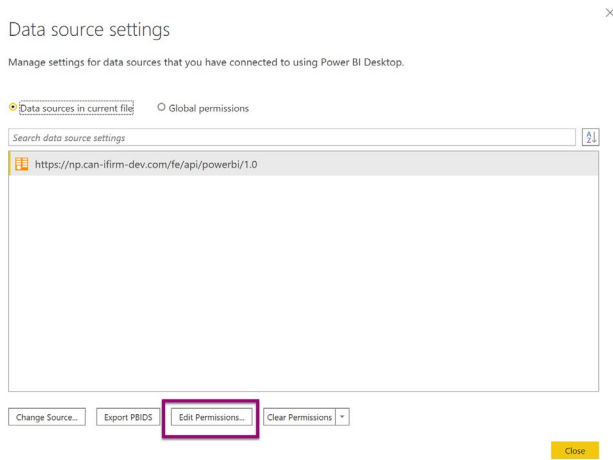 Data source settings
Manage settings for data sources that you have connected to using Power BI Desktop.
Data sources in current file Global permissions
Search data source settings
A Z
https://np.can-ifirm-dev.com/fe/api/powerbi/1.0
Change Source... Export PBIDS Edit Permissions... Clear Permissions
Close